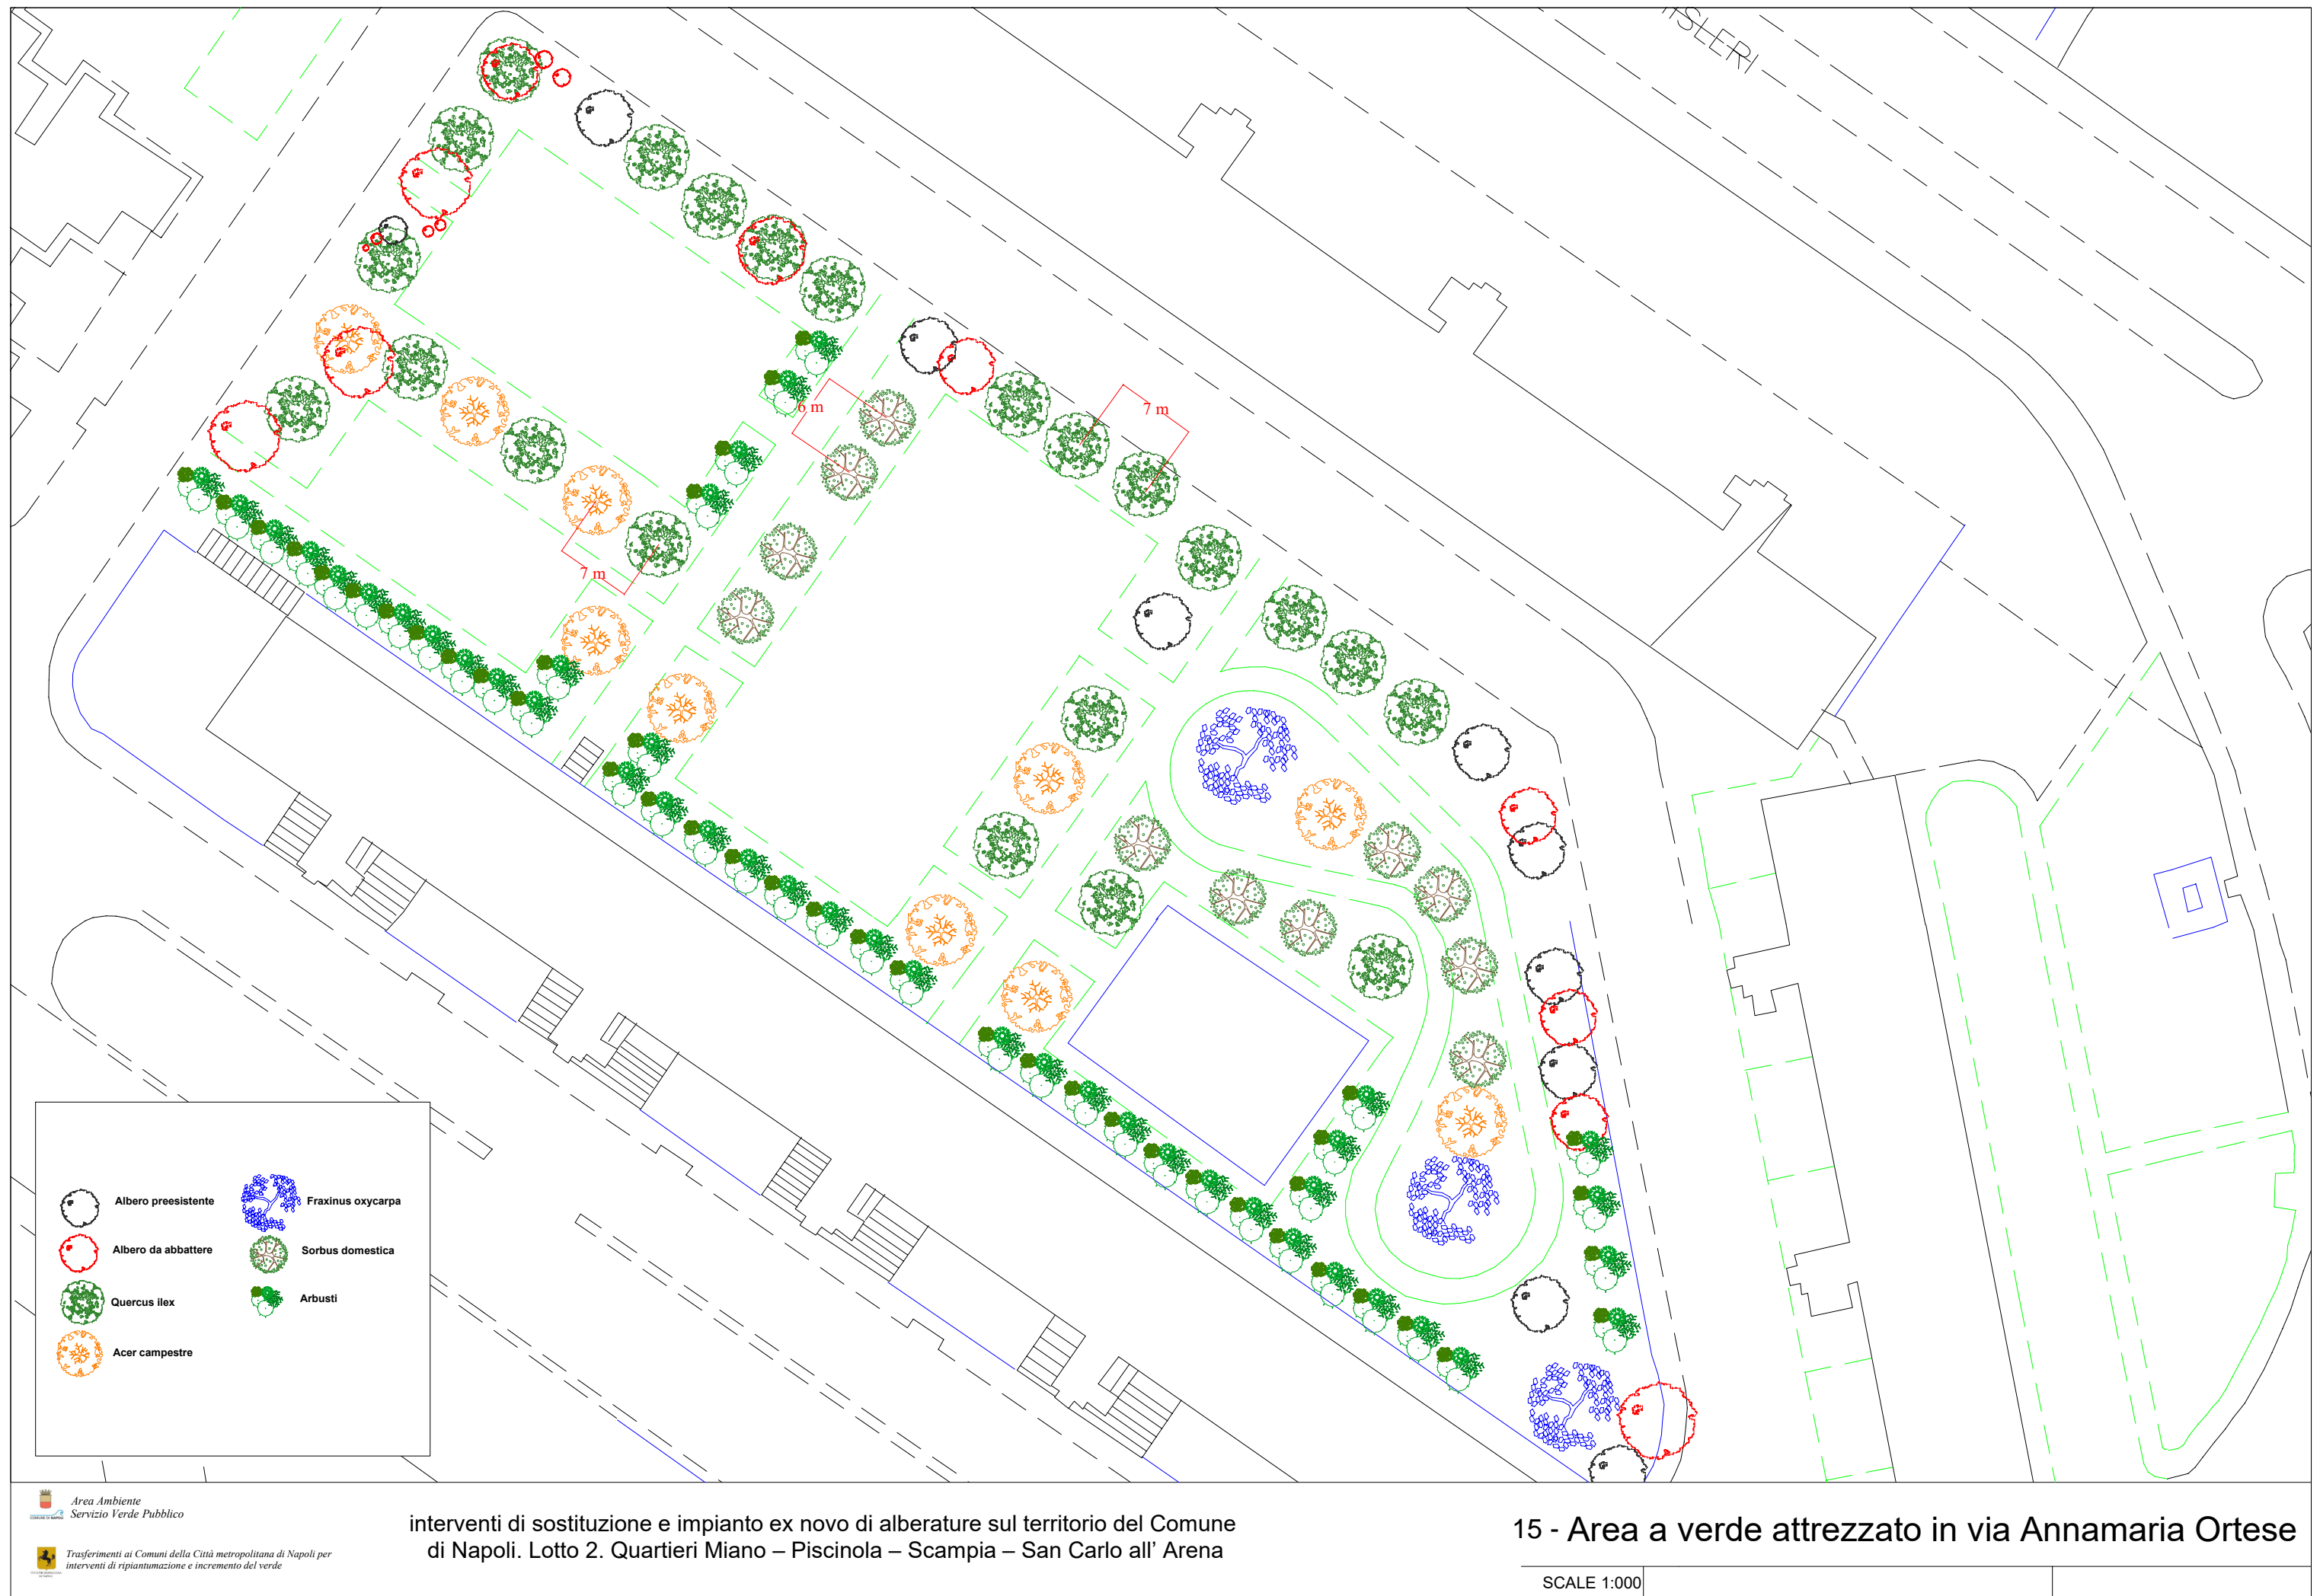 ISLERI
6 m
7 m
7 m
Albero preesistente
Fraxinus oxycarpa
Albero da abbattere
Sorbus domestica
Quercus ilex
Arbusti
Acer campestre
Area Ambiente
Servizio Verde Pubblico
COMUNE DI NAPOLI
Trasferimenti ai Comuni della Città metropolitana di Napoli per
interventi di ripiantumazione e incremento del verde
interventi di sostituzione e impianto ex novo di alberature sul territorio del Comune
di Napoli. Lotto 2. Quartieri Miano – Piscinola – Scampia – San Carlo all' Arena
15 - Area a verde attrezzato in via Annamaria Ortese
SCALE 1:000